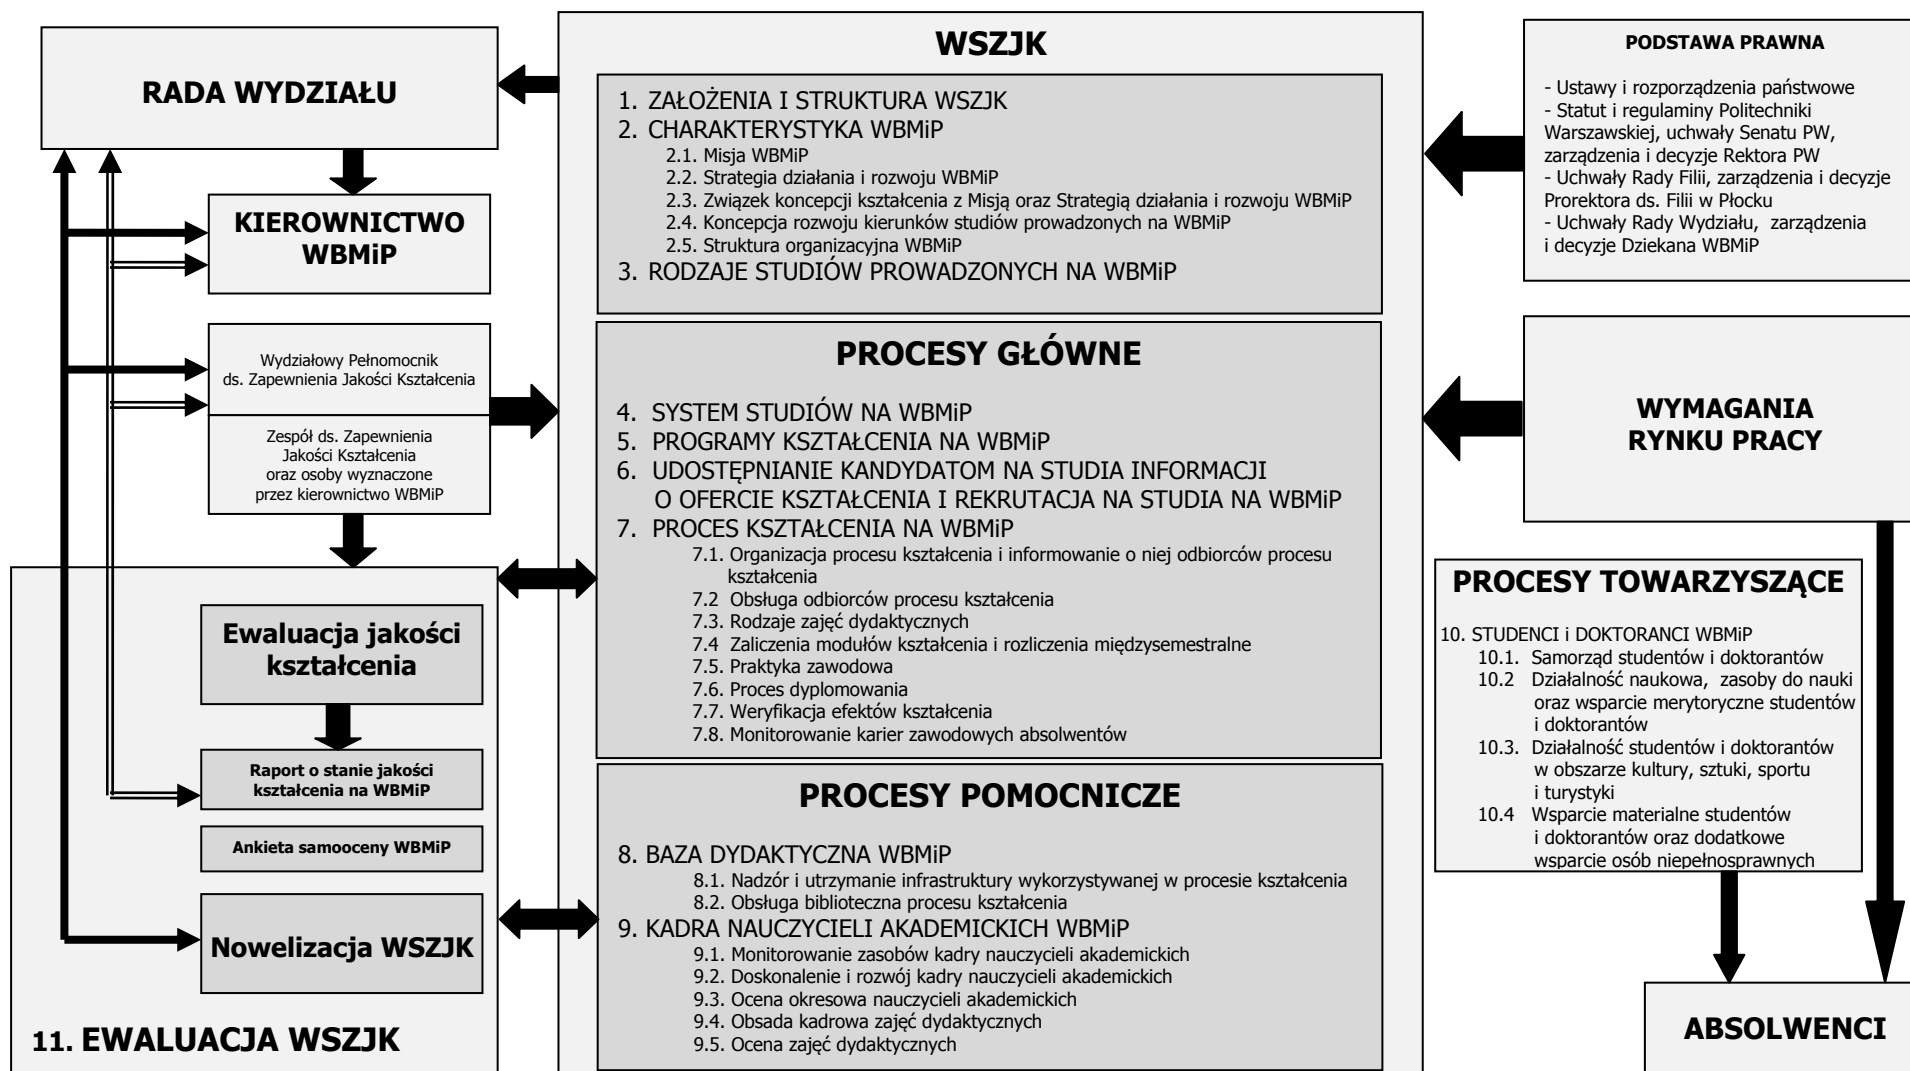 RADA WYDZIAŁU
KIEROWNICTWO
WBMiP
Wydziałowy Pełnomocnik
ds. Zapewnienia Jakości Kształcenia
Zespół ds. Zapewnienia
Jakości Kształcenia
oraz osoby wyznaczone
przez kierownictwo WBMiP
Ewaluacja jakości
kształcenia
Raport o stanie jakości
kształcenia na WBMiP
Ankieta samooceny WBMiP
Nowelizacja WSZJK
11. EWALUACJA WSZJK
WSZJK
1. ZAŁOŻENIA I STRUKTURA WSZJK
2. CHARAKTERYSTYKA WBMiP
2.1. Misja WBMiP
2.2. Strategia działania i rozwoju WBMiP
2.3. Związek koncepcji kształcenia z Misją oraz Strategią działania i rozwoju WBMiP
2.4. Koncepcja rozwoju kierunków studiów prowadzonych na WBMiP
2.5. Struktura organizacyjna WBMiP
3. RODZAJE STUDIÓW PROWADZONYCH NA WBMiP
PROCESY GŁÓWNE
4. SYSTEM STUDIÓW NA WBMiP
5. PROGRAMY KSZTAŁCENIA NA WBMiP
6. UDOSTĘPNIANIE KANDYDATOM NA STUDIA INFORMACJI
O OFERCIE KSZTAŁCENIA I REKRUTACJA NA STUDIA NA WBMiP
7. PROCES KSZTAŁCENIA NA WBMiP
7.1. Organizacja procesu kształcenia i informowanie o niej odbiorców procesu
kształcenia
7.2 Obsługa odbiorców procesu kształcenia
7.3. Rodzaje zajęć dydaktycznych
7.4 Zaliczenia modułów kształcenia i rozliczenia międzysemestralne
7.5. Praktyka zawodowa
7.6. Proces dyplomowania
7.7. Weryfikacja efektów kształcenia
7.8. Monitorowanie karier zawodowych absolwentów
PROCESY POMOCNICZE
8. BAZA DYDAKTYCZNA WBMiP
8.1. Nadzór i utrzymanie infrastruktury wykorzystywanej w procesie kształcenia
8.2. Obsługa biblioteczna procesu kształcenia
9. KADRA NAUCZYCIELI AKADEMICKICH WBMiP
9.1. Monitorowanie zasobów kadry nauczycieli akademickich
9.2. Doskonalenie i rozwój kadry nauczycieli akademickich
9.3. Ocena okresowa nauczycieli akademickich
9.4. Obsada kadrowa zajęć dydaktycznych
9.5. Ocena zajęć dydaktycznych
PODSTAWA PRAWNA
- Ustawy i rozporządzenia państwowe
- Statut i regulaminy Politechniki
Warszawskiej, uchwały Senatu PW,
zarządzenia i decyzje Rektora PW
- Uchwały Rady Filii, zarządzenia i decyzje
Prorektora ds. Filii w Płocku
- Uchwały Rady Wydziału, zarządzenia
i decyzje Dziekana WBMiP
WYMAGANIA
RYNKU PRACY
PROCESY TOWARZYSZĄCE
10. STUDENCI i DOKTORANCI WBMiP
10.1. Samorząd studentów i doktorantów
10.2 Działalność naukowa, zasoby do nauki
oraz wsparcie merytoryczne studentów
i doktorantów
10.3. Działalność studentów i doktorantów
w obszarze kultury, sztuki, sportu
i turystyki
10.4 Wsparcie materialne studentów
i doktorantów oraz dodatkowe
wsparcie osób niepełnosprawnych
ABSOLWENCI